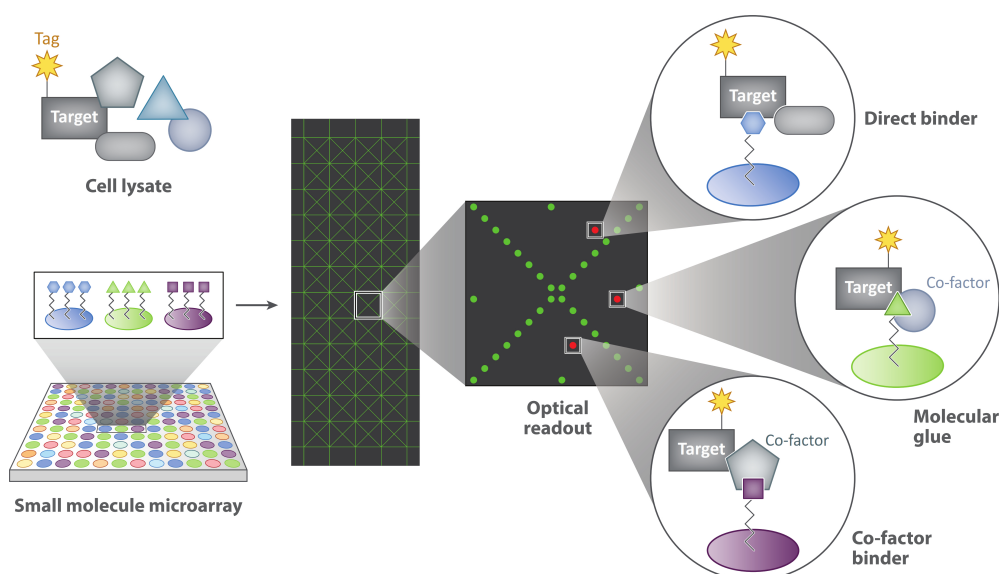 Tag
Target
Cell lysate
Small molecule microarray
Optical
readout
Target
Direct binder
Target
Co-factor
Molecular
glue
Target
Co-factor
Co-factor
binder